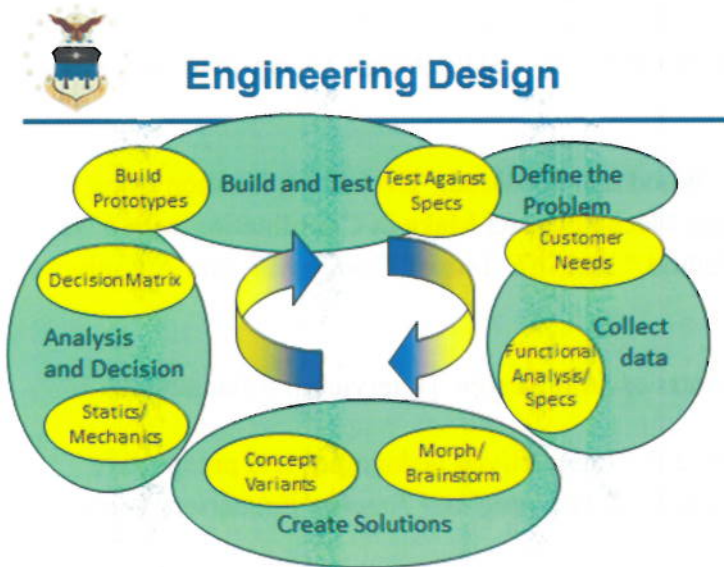 Engineering Design
Build
Prototypes
Build and Test
Test Against
Specs
Define the
Problem
Customer
Needs
Collect
data
Functional
Analysis/
Specs
Morph/
Brainstorm
Concept
Variants
Create Solutions
Statics/
Mechanics
Analysis
and Decision
Decision Matrix